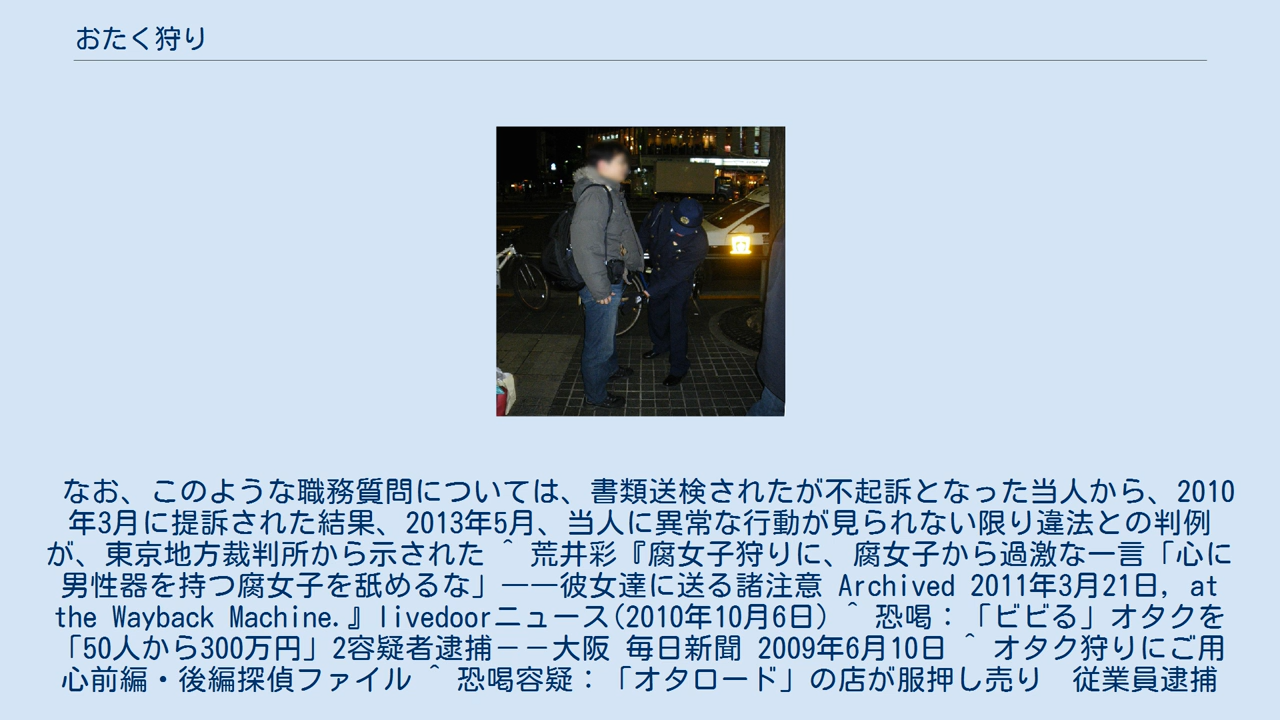 おたく狩り
なお、このような職務質問については、書類送検されたが不起訴となった当人から、2010
年3月に提訴された結果、2013年5月、当人に異常な行動が見られない限り違法との判例
が、東京地方裁判所から示された ^ 荒井彩『腐女子狩りに、腐女子から過激な一言「心に
男性器を持つ腐女子を舐めるな」――彼女達に送る諸注意 Archived 2011年3月21日, at
the Wayback Machine.』livedoorニュース(2010年10月6日) ^ 恐喝：「ビビる」オタクを
「50人から300万円」2容疑者逮捕－－大阪 毎日新聞 2009年6月10日 ^ オタク狩りにご用
心前編・後編探偵ファイル ^ 恐喝容疑：「オタロード」の店が服押し売り　従業員逮捕